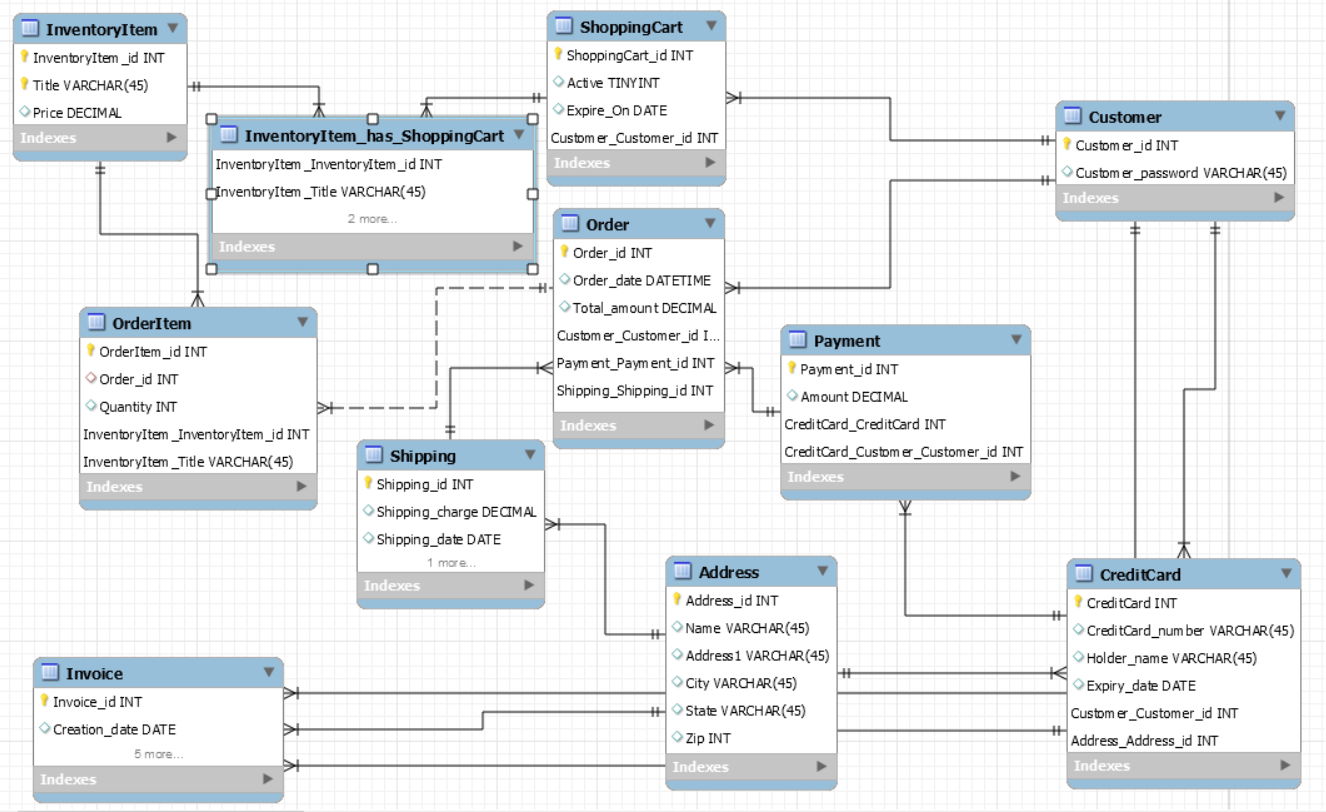 InventoryItem
InventoryItem_id INT
Title VARCHAR(45)
Price DECIMAL
Indexes
ShoppingCart
ShoppingCart_id INT
Active TINYINT
Expire_On DATE
Customer_Customer_id INT
Indexes
InventoryItem_has_ShoppingCart
InventoryItem_InventoryItem_id INT
InventoryItem_Title VARCHAR(45)
2 more...
Indexes
Customer
Customer_id INT
Customer_password VARCHAR(45)
Indexes
Order
Order_id INT
Order_date DATETIME
Total_amount DECIMAL
Customer_Customer_id I...
Payment_Payment_id INT
Shipping_Shipping_id INT
Indexes
OrderItem
OrderItem_id INT
Order_id INT
Quantity INT
InventoryItem_InventoryItem_id INT
InventoryItem_Title VARCHAR(45)
Indexes
Payment
Payment_id INT
Amount DECIMAL
CreditCard_CreditCard INT
CreditCard_Customer_Customer_id INT
Indexes
Shipping
Shipping_id INT
Shipping_charge DECIMAL
Shipping_date DATE
1 more...
Indexes
Address
Address_id INT
Name VARCHAR(45)
Address1 VARCHAR(45)
City VARCHAR(45)
State VARCHAR(45)
Zip INT
Indexes
CreditCard
CreditCard INT
CreditCard_number VARCHAR(45)
Holder_name VARCHAR(45)
Expiry_date DATE
Customer_Customer_id INT
Address_Address_id INT
Indexes
Invoice
Invoice_id INT
Creation_date DATE
5 more...
Indexes